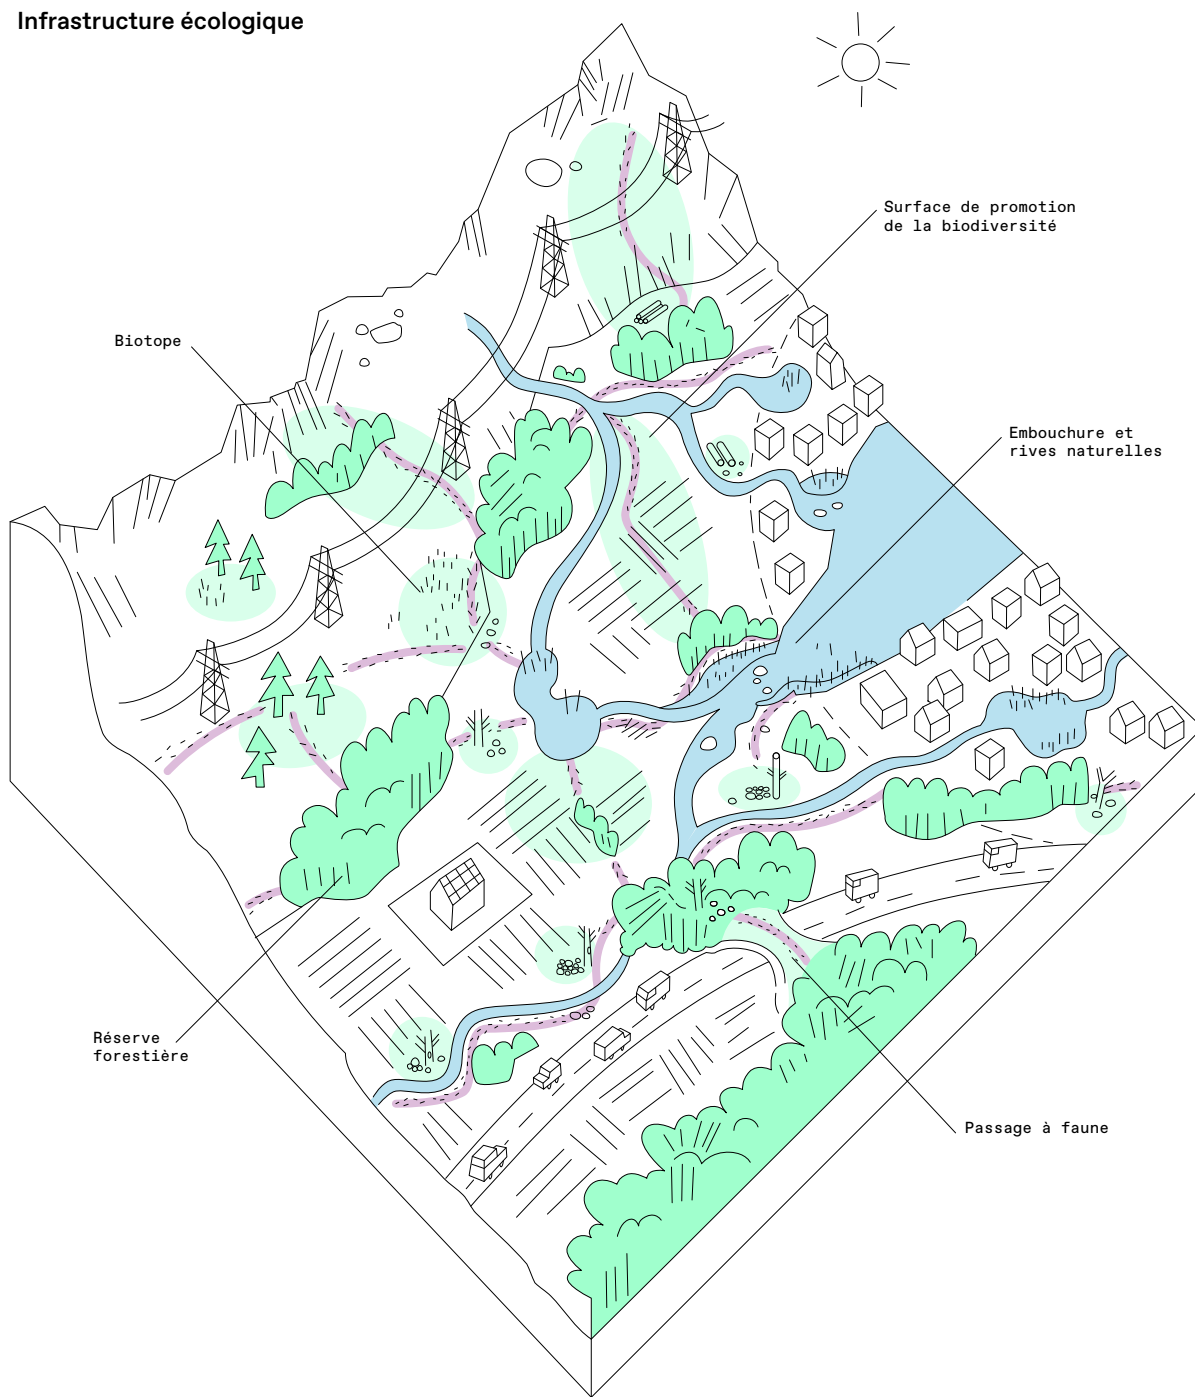 Infrastructure écologique
Surface de promotion
de la biodiversité
Biotope
Embouchure et
rives naturelles
Réserve
forestière
Passage à faune